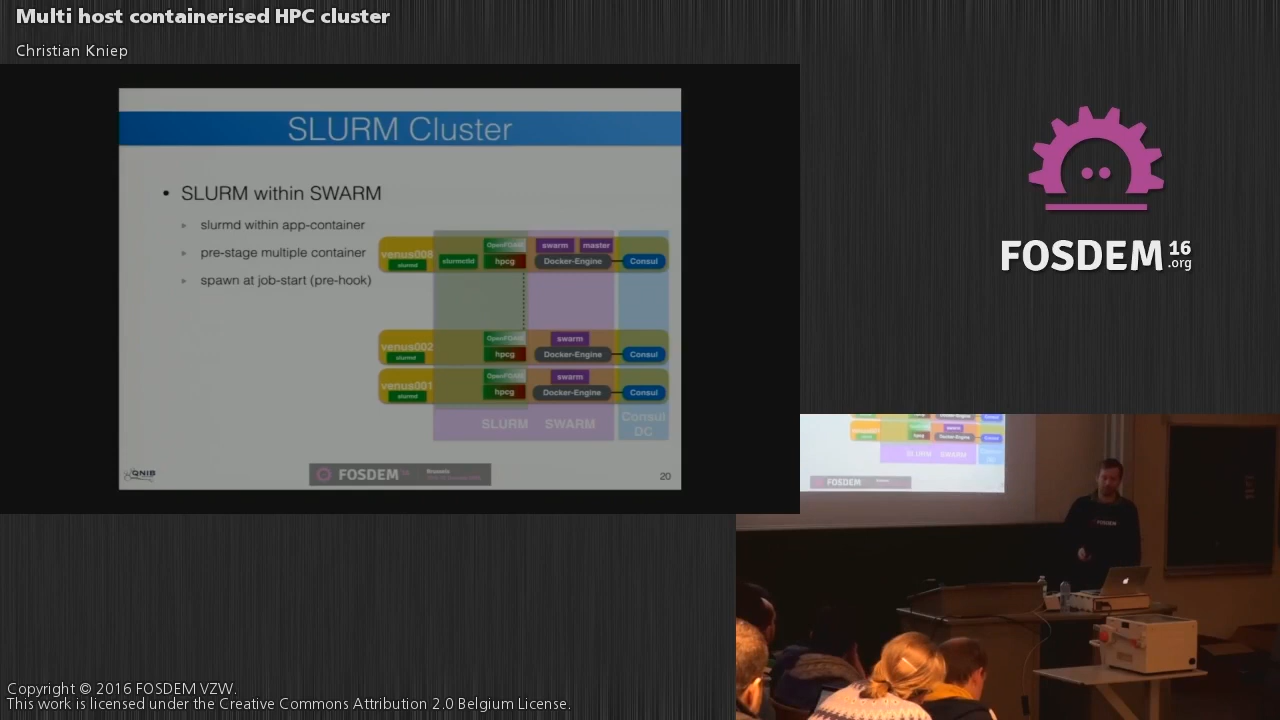 Multi host containerised HPC cluster
Christian Kniep
SLURM Cluster
• SLURM within SWARM
slurmd within app-container
pre-stage multiple container
spawn at job-start (pre-hook)
venus008
slurmd
slurmctld
OpenFOAM
hpcg
swarm
master
Docker-Engine
Consul
venus002
slurmd
OpenFOAM
hpcg
swarm
Docker-Engine
Consul
venus001
slurmd
OpenFOAM
hpcg
swarm
Docker-Engine
Consul
SLURM
SWARM
Consul
DC
QNIB
FOSDEM
Brussels
20
FOSDEM 16
.org
SLURM
SWARM
FOSDEM
FOSDEM
Copyright © 2016 FOSDEM VZW.
This work is licensed under the Creative Commons Attribution 2.0 Belgium License.